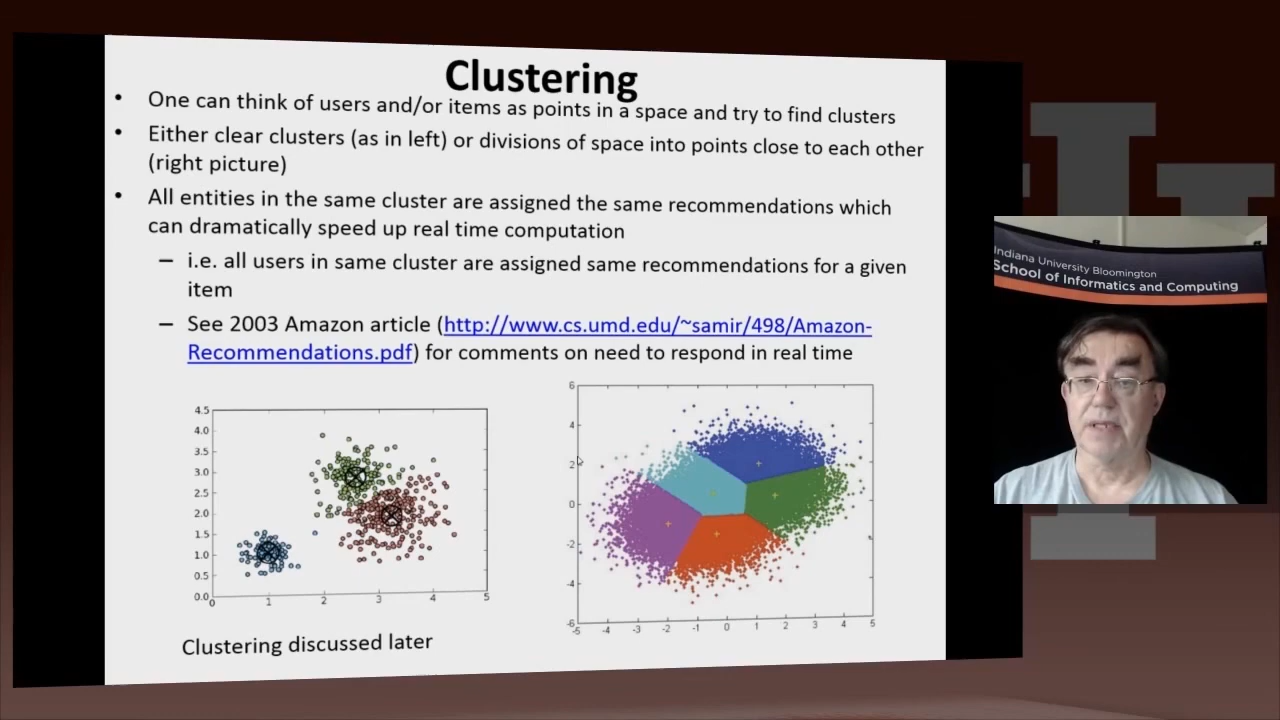 Clustering
• One can think of users and/or items as points in a space and try to find clusters
• Either clear clusters (as in left) or divisions of space into points close to each other
(right picture)
• All entities in the same cluster are assigned the same recommendations which
can dramatically speed up real time computation
– i.e. all users in same cluster are assigned same recommendations for a given
item
– See 2003 Amazon article (http://www.cs.umd.edu/~samir/498/Amazon-
Recommendations.pdf) for comments on need to respond in real time
4.5
4.0
3.5
3.0
2.5
2.0
1.5
1.0
0.5
0.0
0 1 2 3 4 5
6
4
2
0
-2
-4
-6
-5 -4 -3 -2 -1 0 1 2 3 4 5
Clustering discussed later
Indiana University Bloomington
School of Informatics and Computing